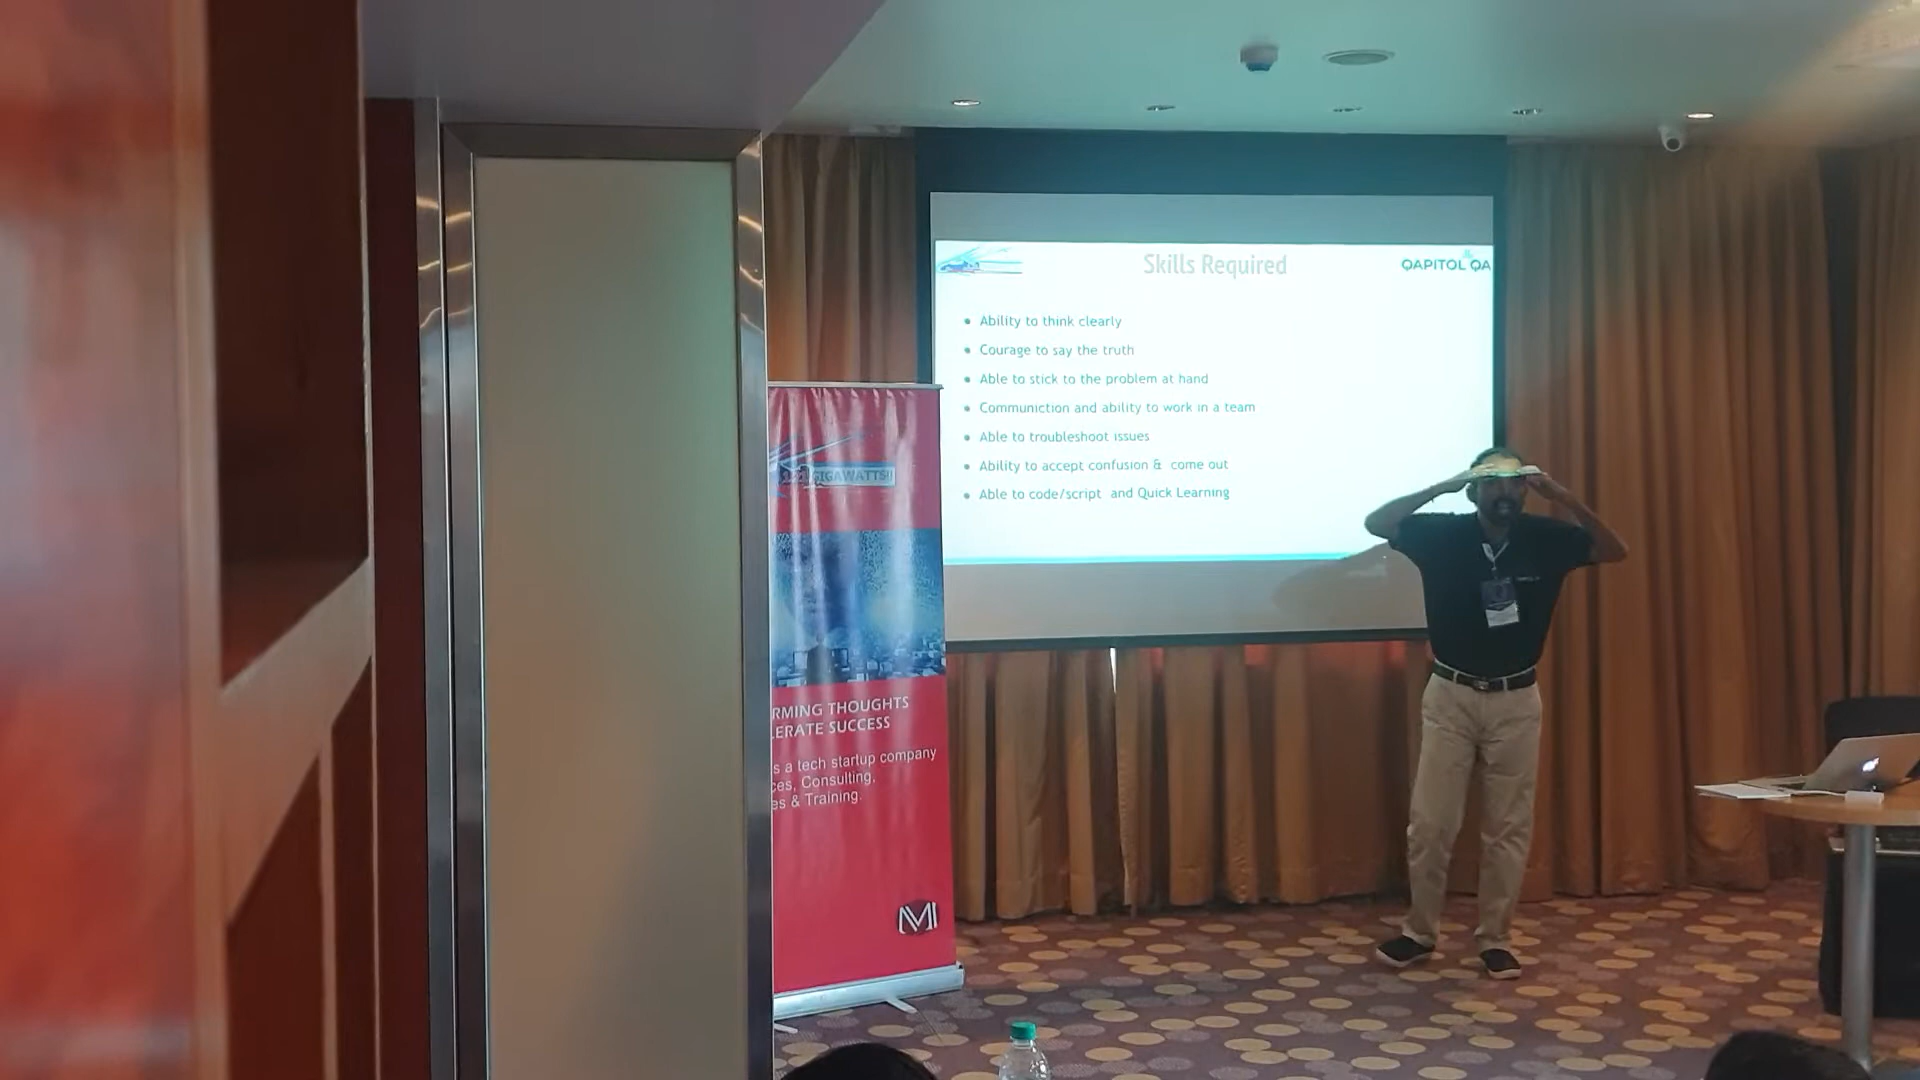 Skills Required
QAPITOL QA
Ability to think clearly
Courage to say the truth
Able to stick to the problem at hand
Communiction and ability to work in a team
Able to troubleshoot issues
Ability to accept confusion & come out
Able to code/script and Quick Learning
GIGAWATTS!!
RMING THOUGHTS
ERATE SUCCESS
s a tech startup company
ces, Consulting,
es & Training.